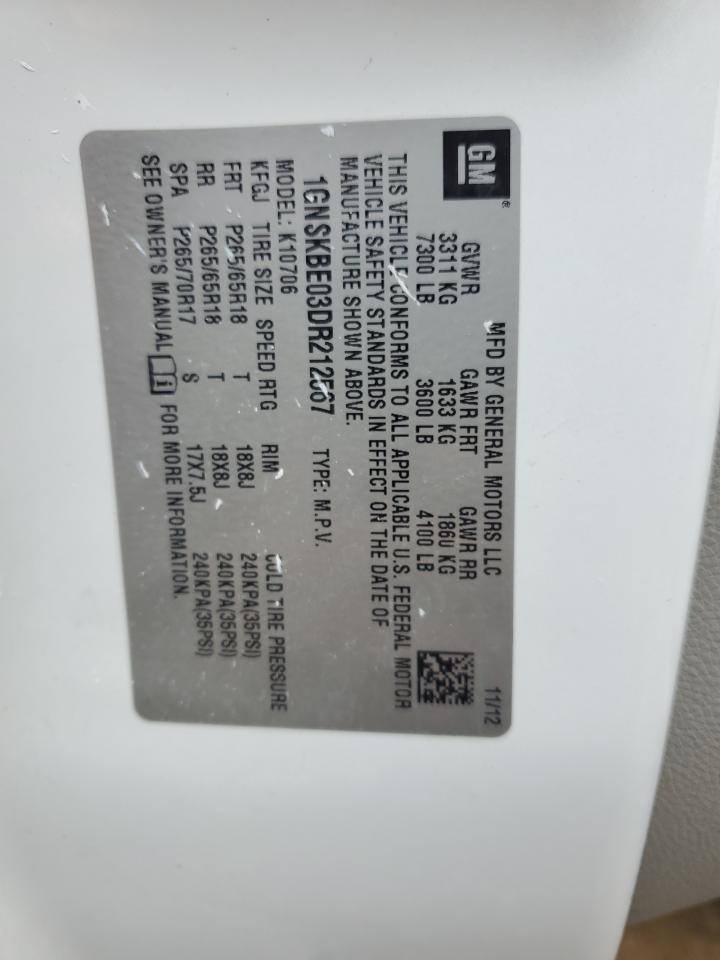 GM ®
MFD BY GENERAL MOTORS LLC 11/12
GVWR GAWR FRT GAWR RR
3311 KG 1633 KG 1860 KG
7300 LB 3600 LB 4100 LB
THIS VEHICLE CONFORMS TO ALL APPLICABLE U.S. FEDERAL MOTOR
VEHICLE SAFETY STANDARDS IN EFFECT ON THE DATE OF
MANUFACTURE SHOWN ABOVE.
1GNSKBE03DR212567 TYPE: M.P.V.
MODEL: K10706
KFGJ TIRE SIZE SPEED RTG RIM COLD TIRE PRESSURE
FRT P265/65R18 T 18X8J 240KPA(35PSI)
RR P265/65R18 T 18X8J 240KPA(35PSI)
SPA P265/70R17 S 17X7.5J 240KPA(35PSI)
SEE OWNER'S MANUAL FOR MORE INFORMATION.